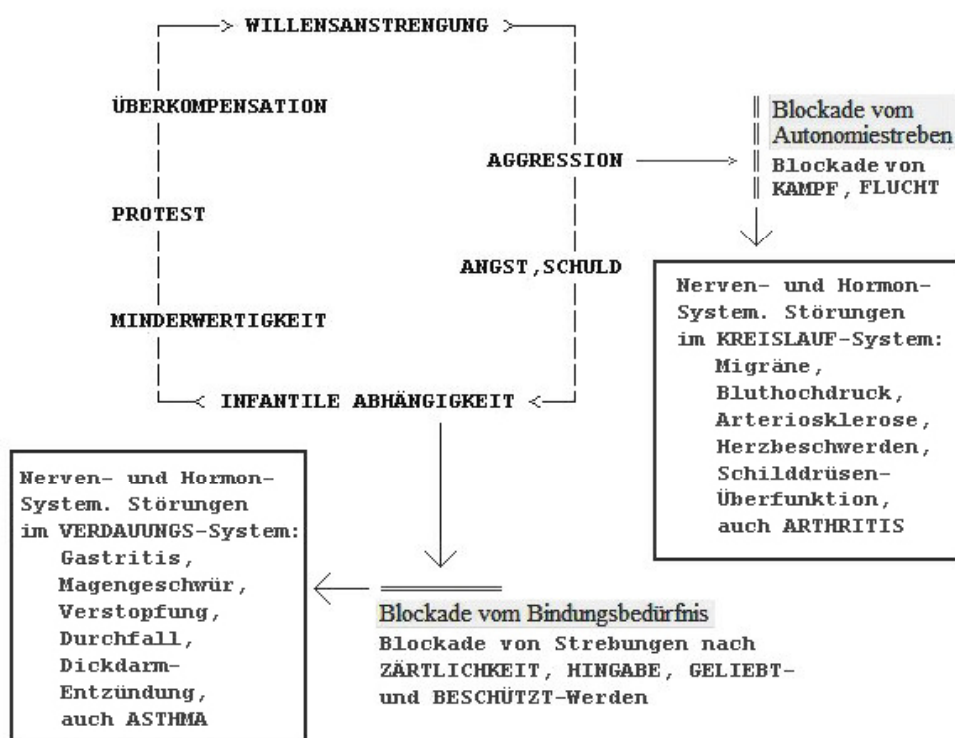 WILLENSANSTRENGUNG
ÜBERKOMPENSATION
Blockade vom
Autonomiestreben
AGGRESSION
Blockade von
KAMPF, FLUCHT
PROTEST
ANGST,SCHULD
MINDERWERTIGKEIT
INFANTILE ABHÄNGIGKEIT
Nerven- und Hormon-
System. Störungen
im KREISLAUF-System:
Migräne,
Bluthochdruck,
Arteriosklerose,
Herzbeschwerden,
Schilddrüsen-
Überfunktion,
auch ARTHRITIS
Nerven- und Hormon-
System. Störungen
im VERDAUUNGS-System:
Gastritis,
Magengeschwür,
Verstopfung,
Durchfall,
Dickdarm-
Entzündung,
auch ASTHMA
Blockade vom Bindungsbedürfnis
Blockade von Strebungen nach
ZÄRTLICHKEIT, HINGABE, GELIEBT-
und BESCHÜTZT-Werden